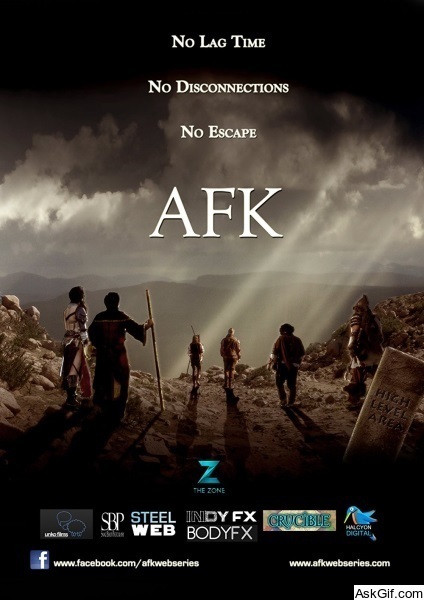 No Lag Time
No Disconnections
No Escape
AFK
HIGH
LEVEL
AREA
Z
THE ZONE
SBP
STEEL
WEB
INDY FX
BODYFX
CRUCIBLE
HALCYON
DIGITAL
f
www.facebook.com/afkwebseries
www.afkwebseries.com
AskGif.com